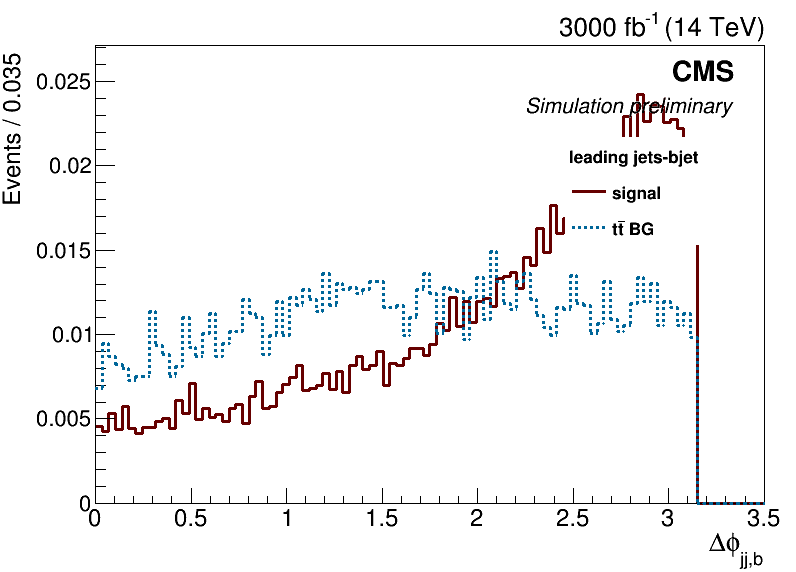 3000 fb⁻¹ (14 TeV)
CMS
Simulation preliminary
leading jets-bjet
signal
tt̄ BG
Events / 0.035
0.025
0.02
0.015
0.01
0.005
0
0 0.5 1 1.5 2 2.5 3 3.5
Δϕjj,b